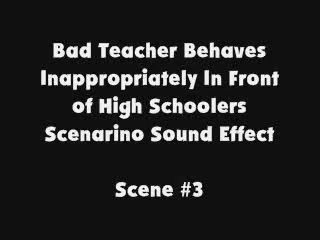 Bad Teacher Behaves
Inappropriately In Front
of High Schoolers
Scenarino Sound Effect
Scene #3